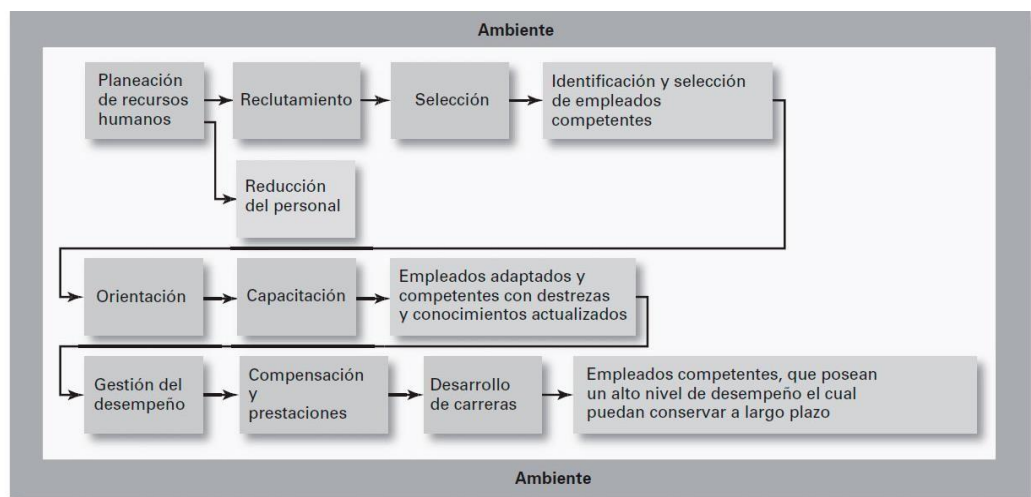 Ambiente
Planeación
de recursos
humanos
Reclutamiento
Selección
Identificación y selección
de empleados
competentes
Reducción
del personal
Orientación
Capacitación
Empleados adaptados y
competentes con destrezas
y conocimientos actualizados
Gestión del
desempeño
Compensación
y
prestaciones
Desarrollo
de carreras
Empleados competentes, que posean
un alto nivel de desempeño el cual
puedan conservar a largo plazo
Ambiente